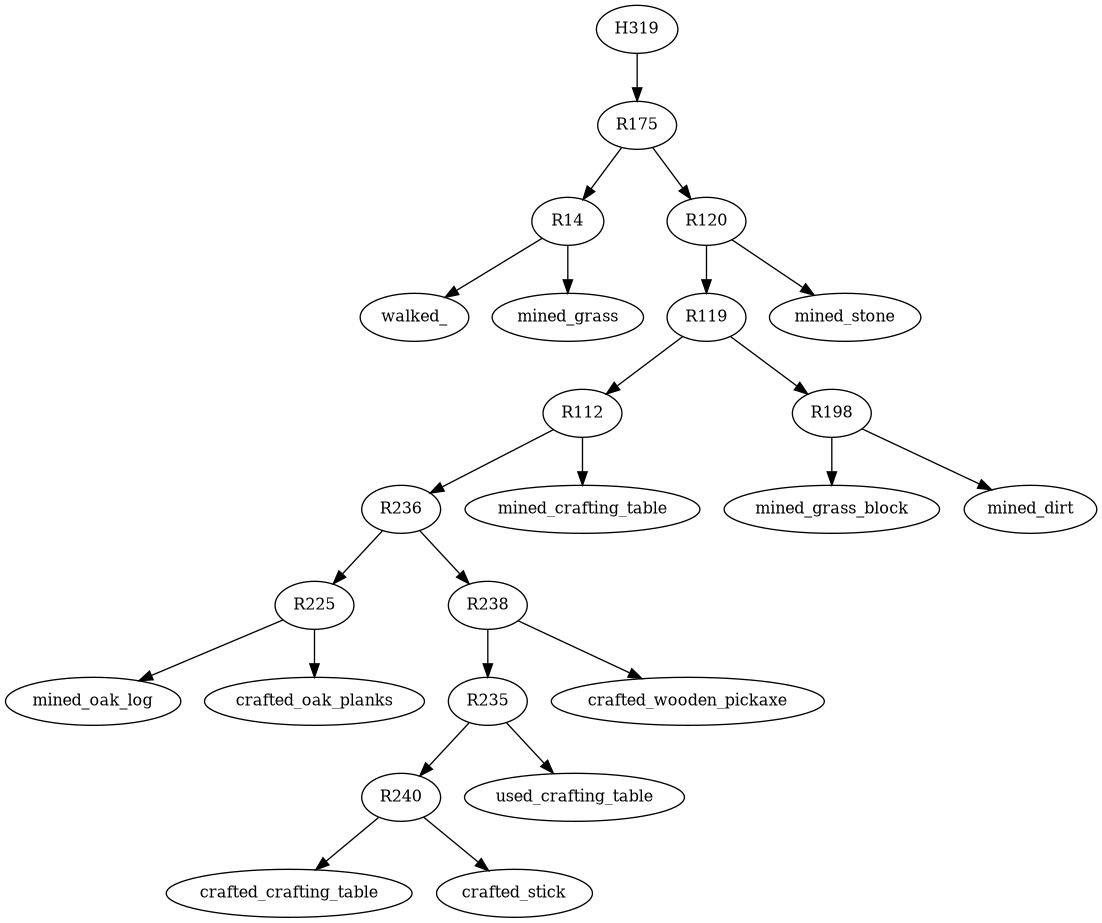 H319
R175
R14
R120
walked_
mined_grass
R119
mined_stone
R112
R198
R236
mined_crafting_table
mined_grass_block
mined_dirt
R225
R238
mined_oak_log
crafted_oak_planks
R235
crafted_wooden_pickaxe
R240
used_crafting_table
crafted_crafting_table
crafted_stick